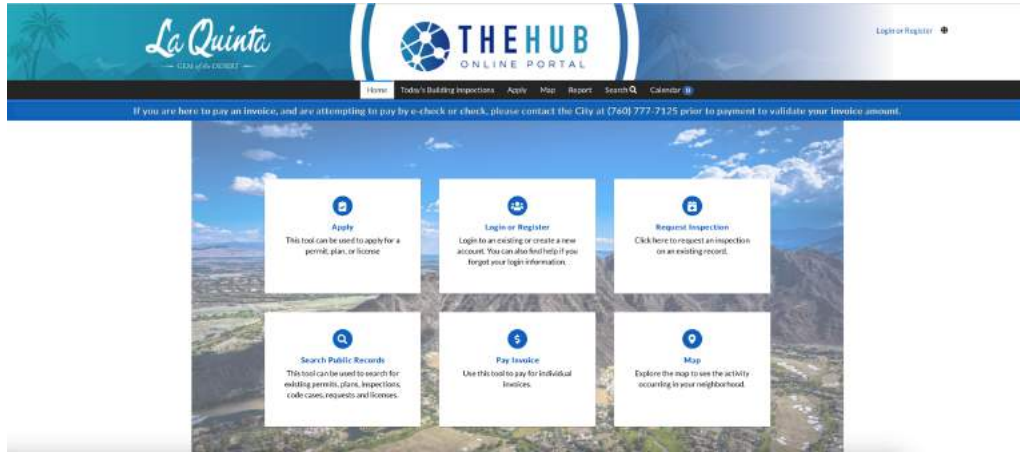 La Quinta
GEM of the DESERT
THE HUB
ONLINE PORTAL
Login or Register
Home Today's Building Inspections Apply Map Report Search Calendar
If you are here to pay an invoice, and are attempting to pay by e-check or check, please contact the City at (760) 777-7125 prior to payment to validate your invoice amount.
Apply
This tool can be used to apply for a
permit, plan, or license
Login or Register
Login to an existing or create a new
account. You can also find help if you
forgot your login information.
Request Inspection
Click here to request an inspection
on an existing record.
Search Public Records
This tool can be used to search for
existing permits, plans, inspections,
code cases, requests and licenses.
Pay Invoice
Use this tool to pay for individual
invoices.
Map
Explore the map to see the activity
occurring in your neighborhood.